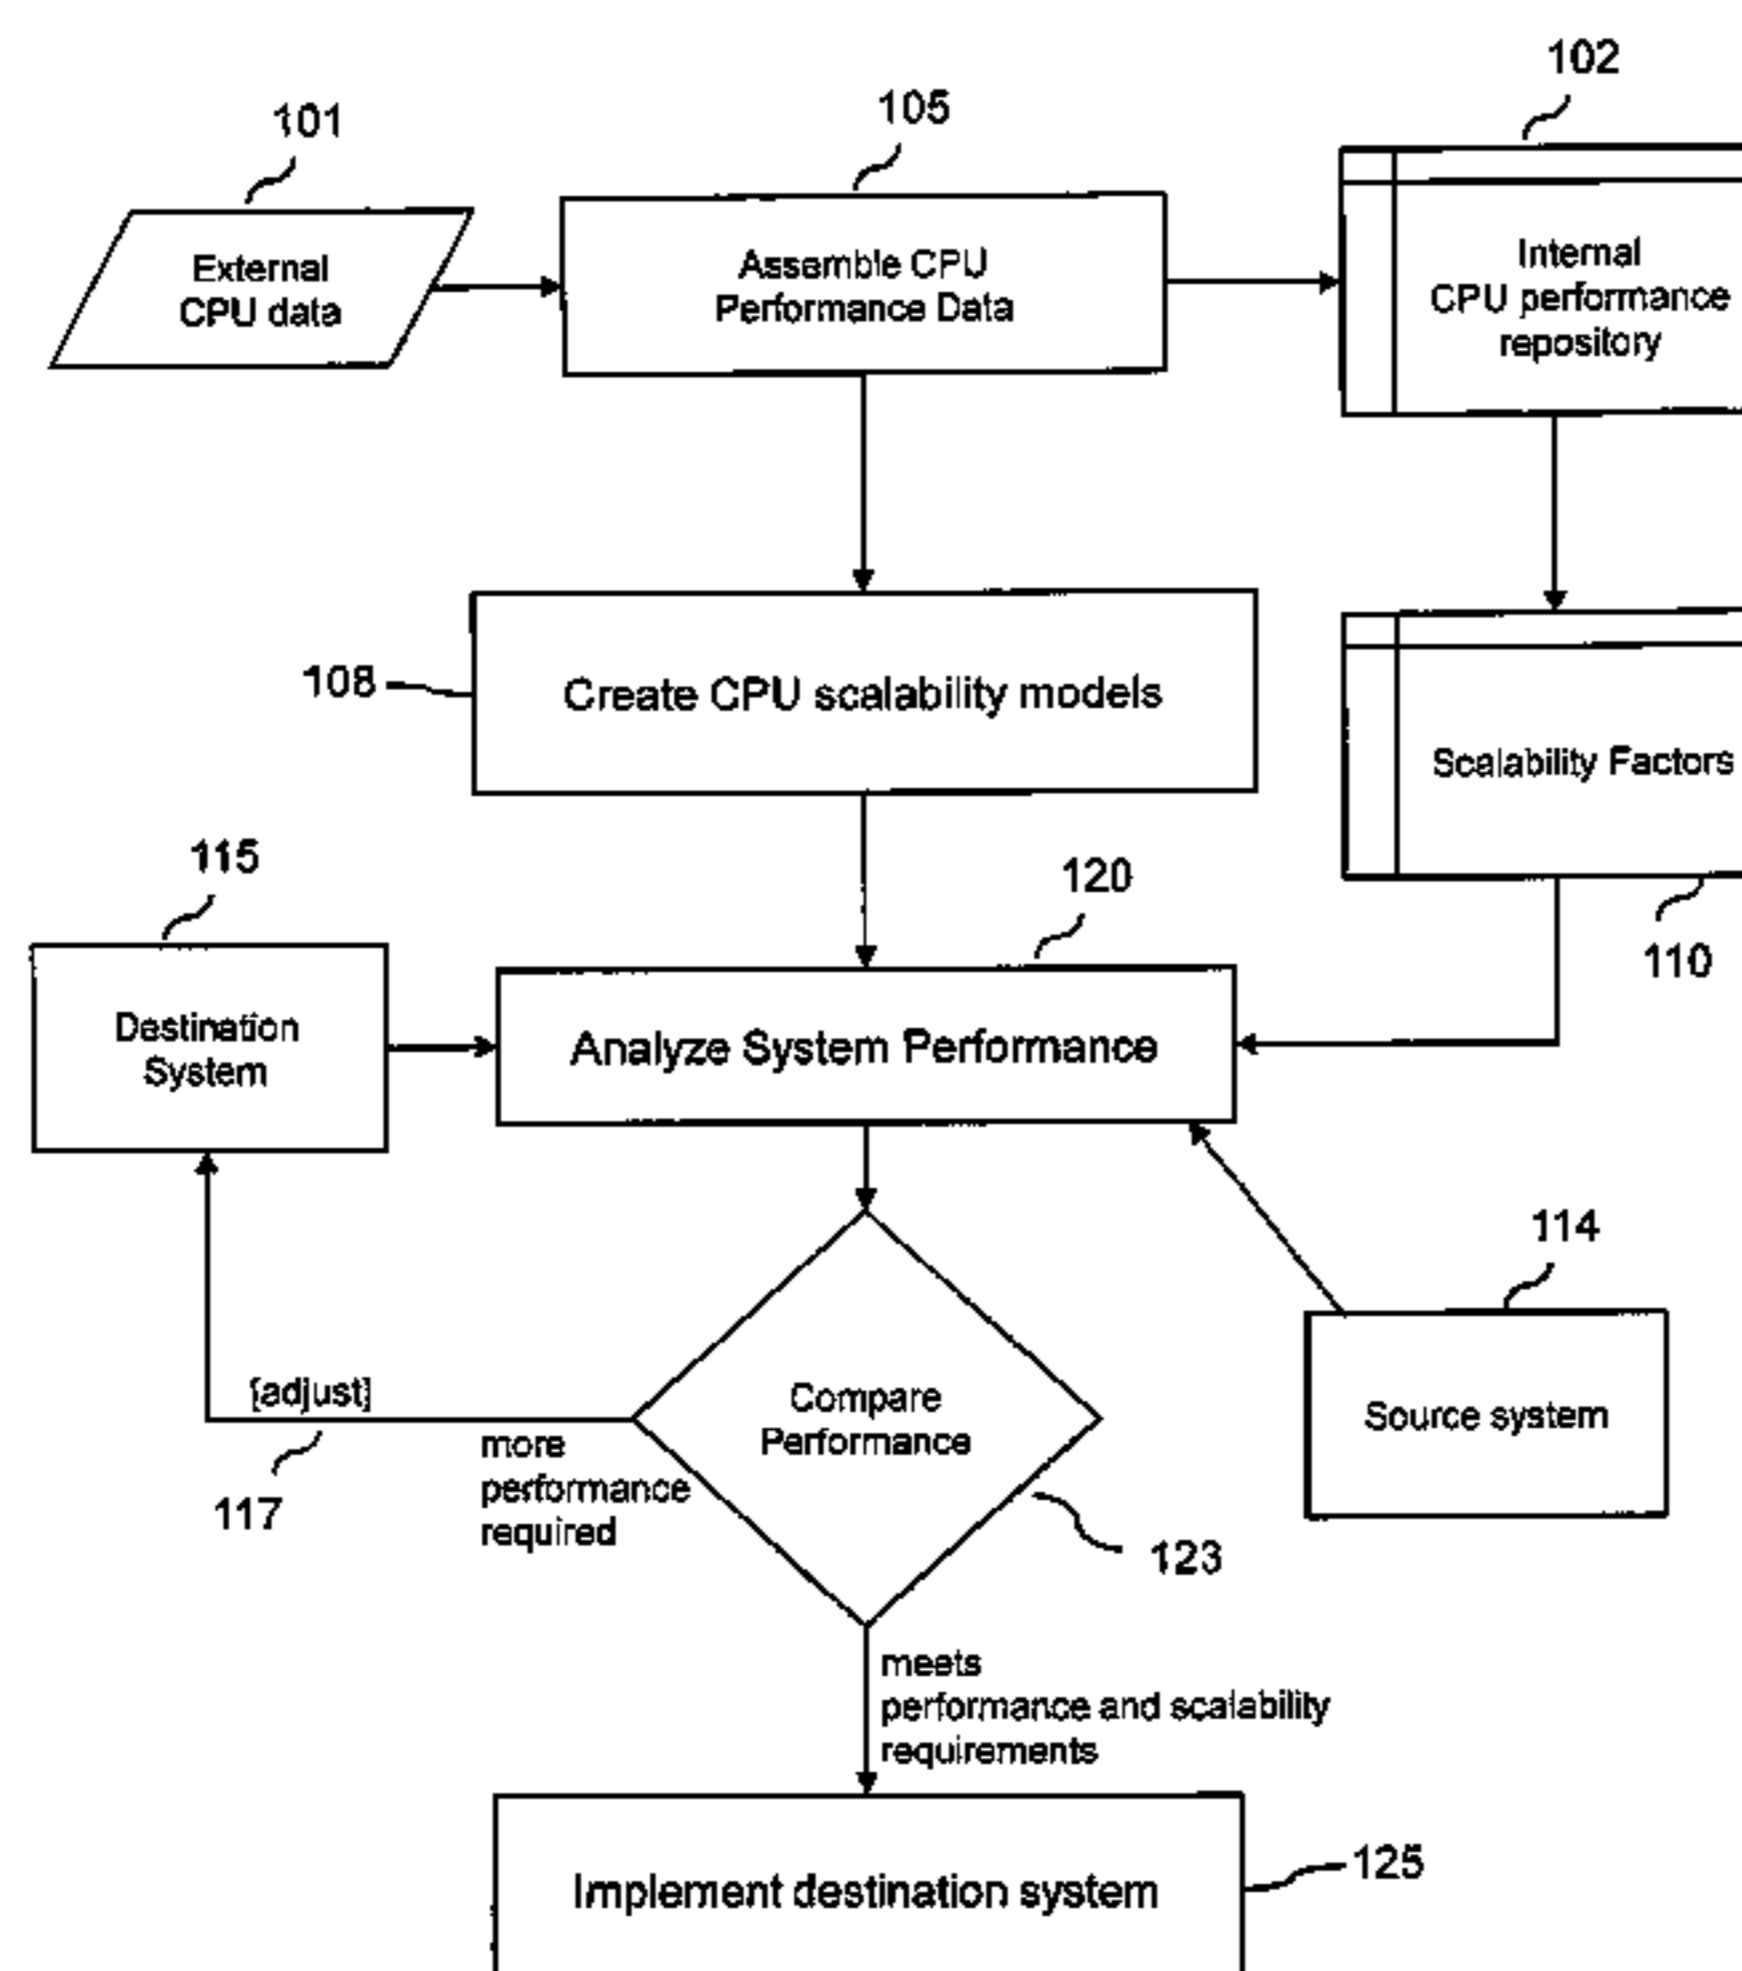 102
105
101
External
CPU data
Assemble CPU
Performance Data
Internal
CPU performance
repository
108
Create CPU scalability models
Scalability Factors
115
120
110
Destination
System
Analyze System Performance
114
[adjust]
Compare
Performance
Source system
more
performance
required
117
123
meets
performance and scalability
requirements
125
Implement destination system